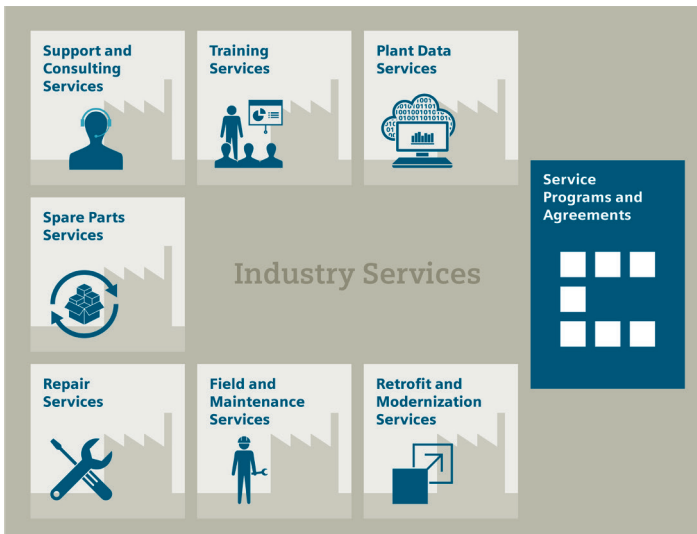 Support and
Consulting
Services
Training
Services
Plant Data
Services
Service
Programs and
Agreements
Spare Parts
Services
Industry Services
Repair
Services
Field and
Maintenance
Services
Retrofit and
Modernization
Services